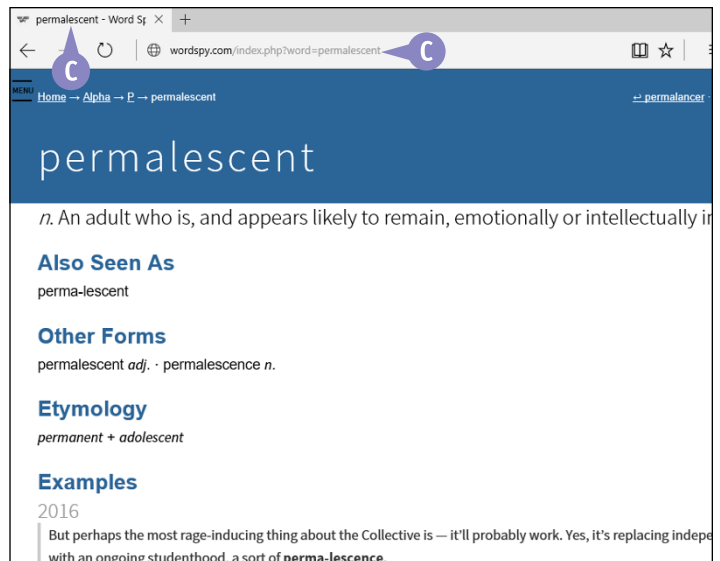 permalescent - Word Sp
wordspy.com/index.php?word=permalescent
C
C
MENU
Home → Alpha → P → permalescent
↩ permalancer ·
permalescent
n. An adult who is, and appears likely to remain, emotionally or intellectually
Also Seen As
perma-lescent
Other Forms
permalescent adj. · permalescence n.
Etymology
permanent + adolescent
Examples
2016
But perhaps the most rage-inducing thing about the Collective is — it'll probably work. Yes, it's replacing
with an ongoing studenthood, a sort of perma-lescence.